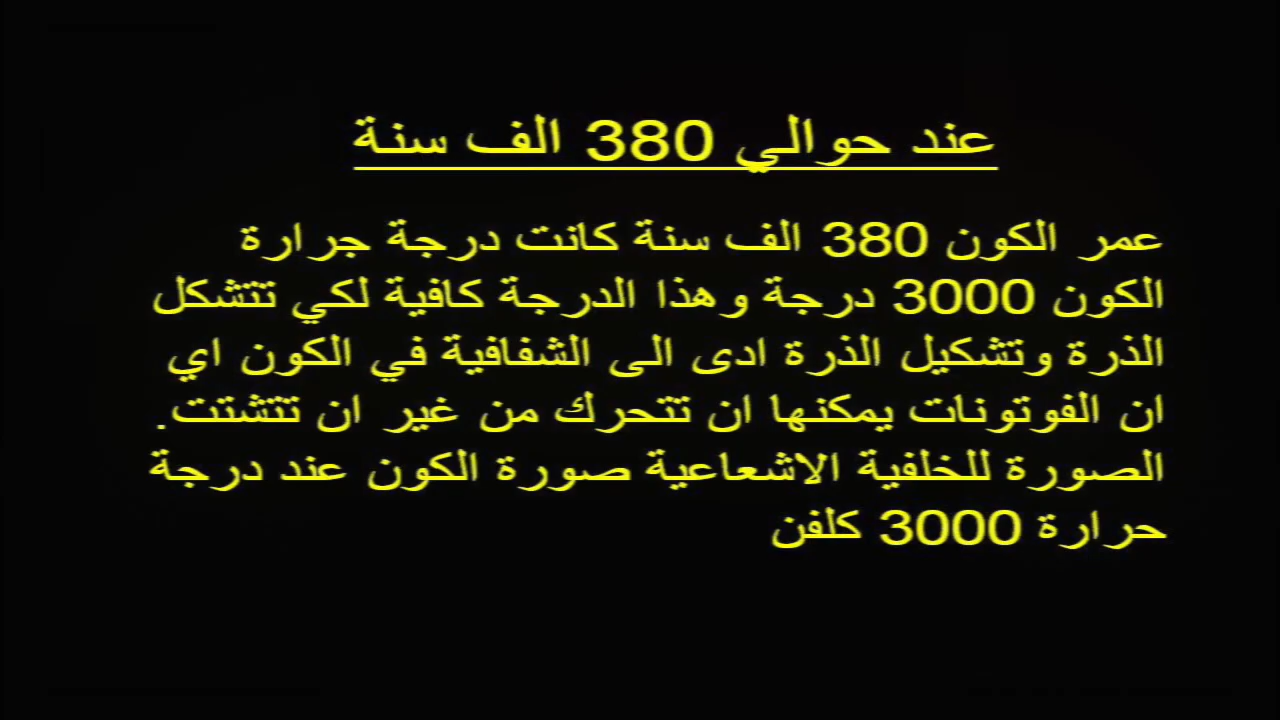 عند حوالي 380 الف سنة
عمر الكون 380 الف سنة كانت درجة جرارة
الكون 3000 درجة وهذا الدرجة كافية لكي تتشكل
الذرة وتشكيل الذرة ادى الى الشفافية في الكون اي
ان الفوتونات يمكنها ان تتحرك من غير ان تتشتت.
الصورة للخلفية الاشعاعية صورة الكون عند درجة
حرارة 3000 كلفن